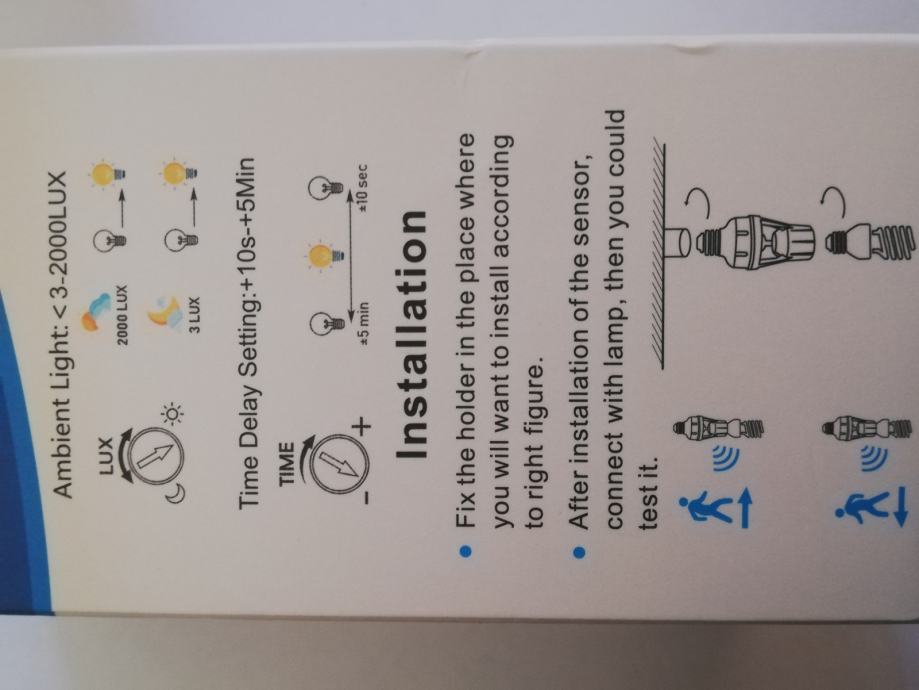 Ambient Light: < 3-2000LUX
LUX
2000 LUX
3 LUX
Time Delay Setting:+10s-+5Min
TIME
- +
±5 min
±10 sec
Installation
• Fix the holder in the place where
you will want to install according
to right figure.
• After installation of the sensor,
connect with lamp, then you could
test it.